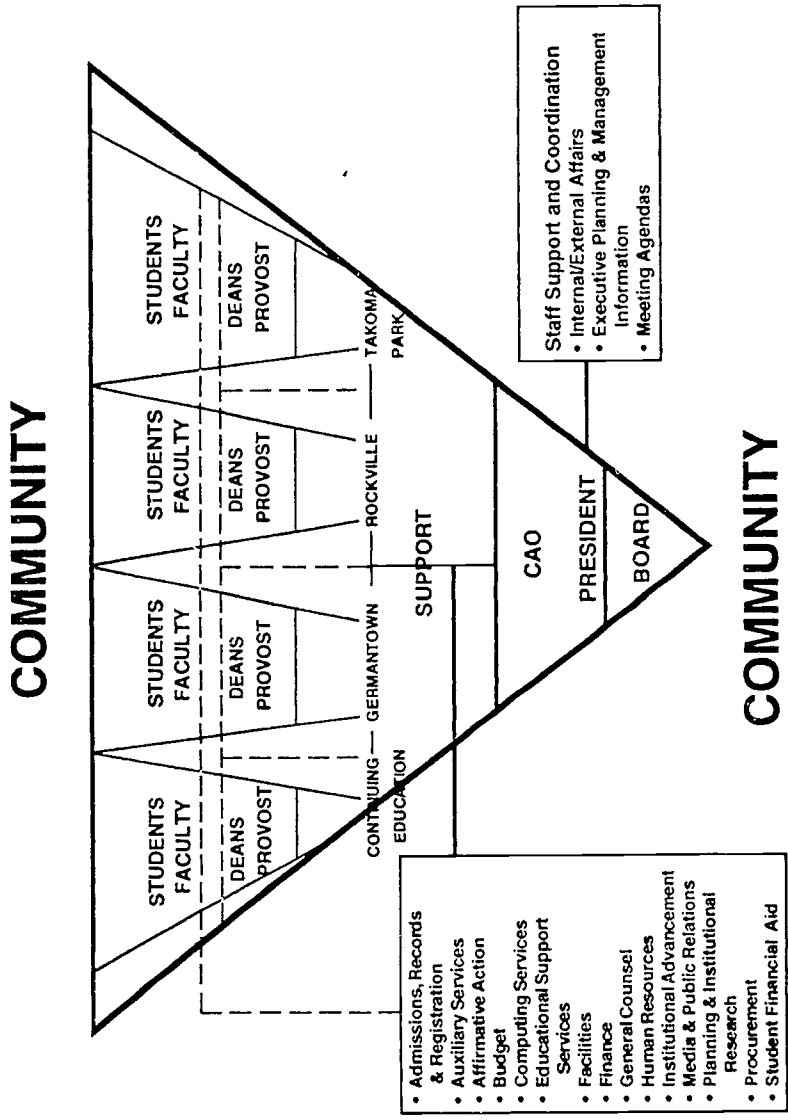 COMMUNITY
STUDENTS
FACULTY
DEANS
PROVOST
CONTINUING
EDUCATION
STUDENTS
FACULTY
DEANS
PROVOST
GERMANTOWN
STUDENTS
FACULTY
DEANS
PROVOST
ROCKVILLE
STUDENTS
FACULTY
DEANS
PROVOST
TAKOMA
PARK
SUPPORT
CAO
PRESIDENT
BOARD
• Admissions, Records
& Registration
• Auxiliary Services
• Affirmative Action
• Budget
• Computing Services
• Educational Support
Services
• Facilities
• Finance
• General Counsel
• Human Resources
• Institutional Advancement
• Media & Public Relations
• Planning & Institutional
Research
• Procurement
• Student Financial Aid
Staff Support and Coordination
• Internal/External Affairs
• Executive Planning & Management
Information
• Meeting Agendas
COMMUNITY